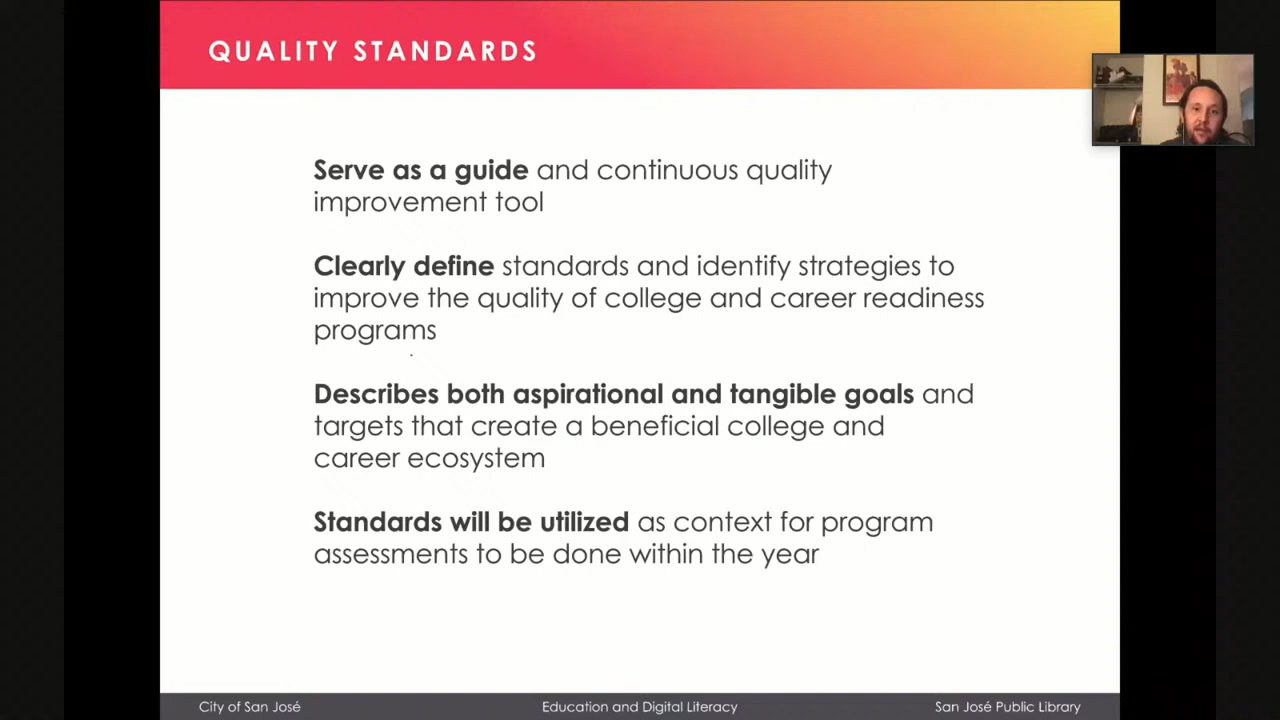 QUALITY STANDARDS
Serve as a guide and continuous quality
improvement tool
Clearly define standards and identify strategies to
improve the quality of college and career readiness
programs
Describes both aspirational and tangible goals and
targets that create a beneficial college and
career ecosystem
Standards will be utilized as context for program
assessments to be done within the year
City of San José
Education and Digital Literacy
San José Public Library